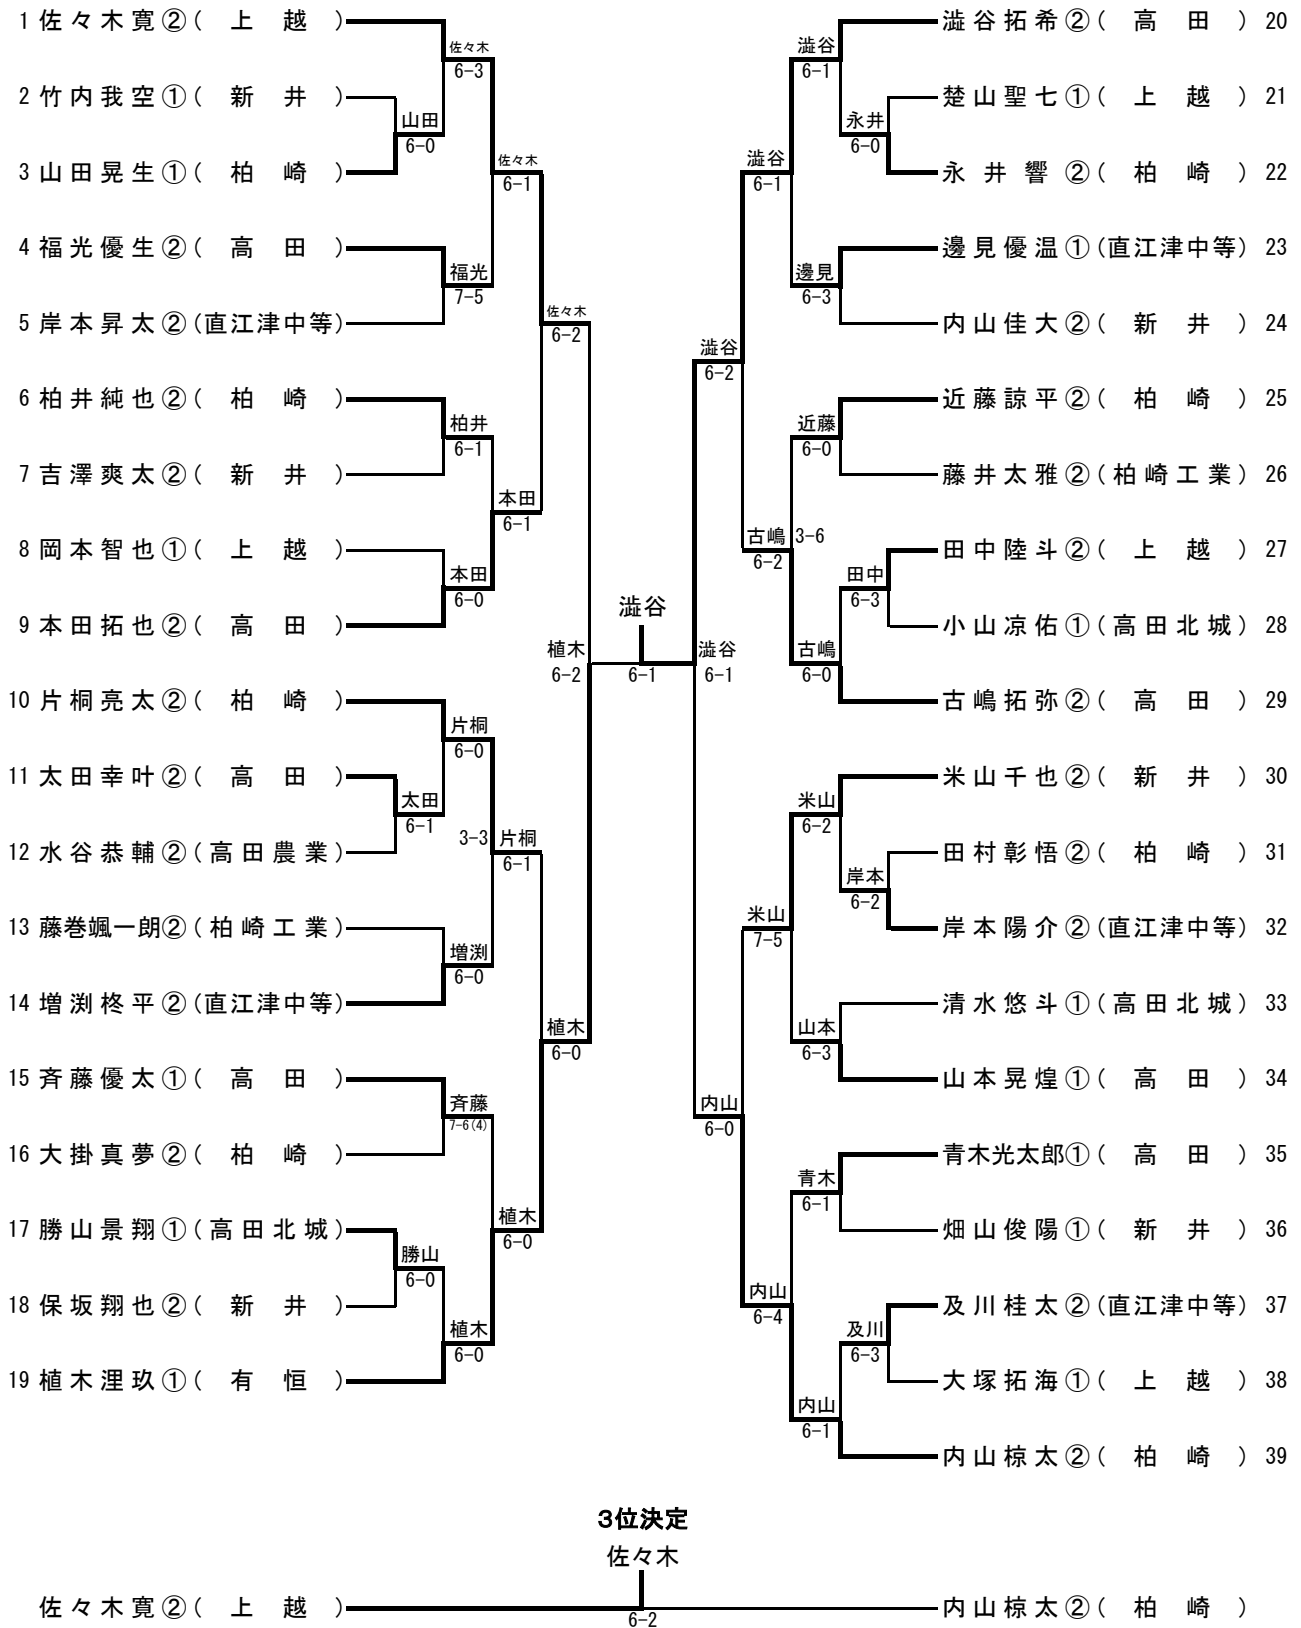 1 佐々木寛②( 上越 )
佐々木
6-3
2 竹内我空①( 新井 )
山田
6-0
3 山田晃生①( 柏崎 )
佐々木
6-1
4 福光優生②( 高田 )
福光
7-5
5 岸本昇太②(直江津中等)
佐々木
6-2
6 柏井純也②( 柏崎 )
柏井
6-1
7 吉澤爽太②( 新井 )
本田
6-1
8 岡本智也①( 上越 )
本田
6-0
9 本田拓也②( 高田 )
植木
6-2
10 片桐亮太②( 柏崎 )
片桐
6-0
11 太田幸叶②( 高田 )
太田
6-1
12 水谷恭輔②(高田農業)
3-3 片桐
6-1
13 藤巻颯一朗②(柏崎工業)
増渕
6-0
14 増渕柊平②(直江津中等)
植木
6-0
15 斉藤優太①( 高田 )
斉藤
7-6(4)
16 大掛真夢②( 柏崎 )
植木
6-0
17 勝山景翔①(高田北城)
勝山
6-0
18 保坂翔也②( 新井 )
植木
6-0
19 植木浬玖①( 有恒 )
澁谷
6-1
澁谷拓希②( 高田 ) 20
澁谷
6-1
楚山聖七①( 上越 ) 21
永井
6-0
永井響②( 柏崎 ) 22
澁谷
6-1
邊見優温①(直江津中等) 23
邊見
6-3
内山佳大②( 新井 ) 24
澁谷
6-2
近藤諒平②( 柏崎 ) 25
近藤
6-0
藤井太雅②(柏崎工業) 26
古嶋 3-6
6-2
田中陸斗②( 上越 ) 27
田中
6-3
小山凉佑①(高田北城) 28
古嶋
6-0
古嶋拓弥②( 高田 ) 29
澁谷
6-1
米山千也②( 新井 ) 30
米山
6-2
田村彰悟②( 柏崎 ) 31
岸本
6-2
岸本陽介②(直江津中等) 32
米山
7-5
清水悠斗①(高田北城) 33
山本
6-3
山本晃煌①( 高田 ) 34
内山
6-0
青木光太郎①( 高田 ) 35
青木
6-1
畑山俊陽①( 新井 ) 36
内山
6-4
及川桂太②(直江津中等) 37
及川
6-3
大塚拓海①( 上越 ) 38
内山
6-1
内山椋太②( 柏崎 ) 39
3位決定
佐々木
佐々木寛②( 上越 )
6-2
内山椋太②( 柏崎 )